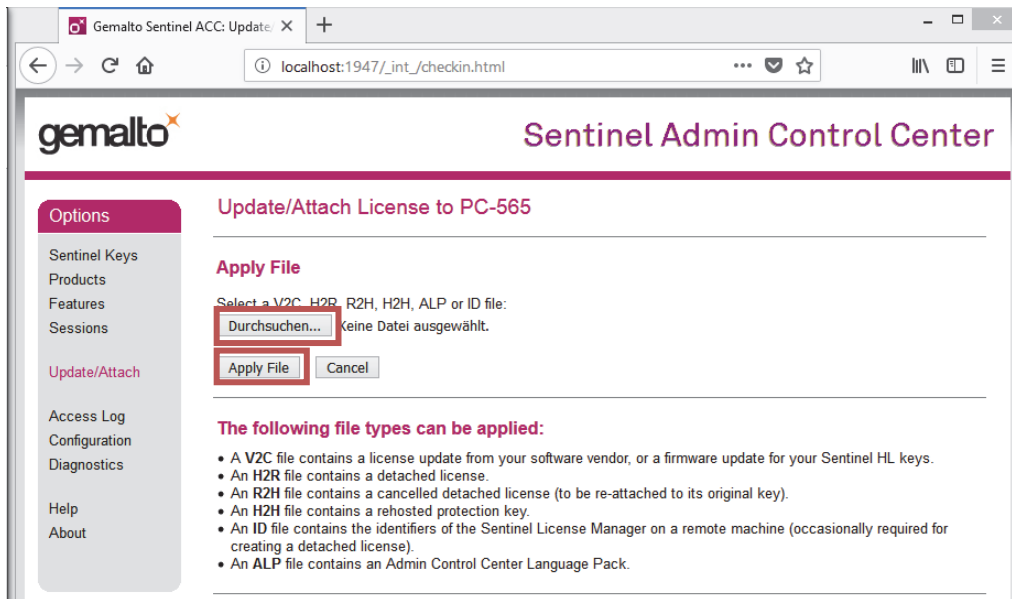 Gemalto Sentinel ACC: Update/
localhost:1947/_int_/checkin.html
gemalto
Sentinel Admin Control Center
Options
Sentinel Keys
Products
Features
Sessions
Update/Attach
Access Log
Configuration
Diagnostics
Help
About
Update/Attach License to PC-565
Apply File
Select a V2C, H2R, R2H, H2H, ALP or ID file:
Durchsuchen... Keine Datei ausgewählt.
Apply File Cancel
The following file types can be applied:
• A V2C file contains a license update from your software vendor, or a firmware update for your Sentinel HL keys.
• An H2R file contains a detached license.
• An R2H file contains a cancelled detached license (to be re-attached to its original key).
• An H2H file contains a rehosted protection key.
• An ID file contains the identifiers of the Sentinel License Manager on a remote machine (occasionally required for
creating a detached license).
• An ALP file contains an Admin Control Center Language Pack.